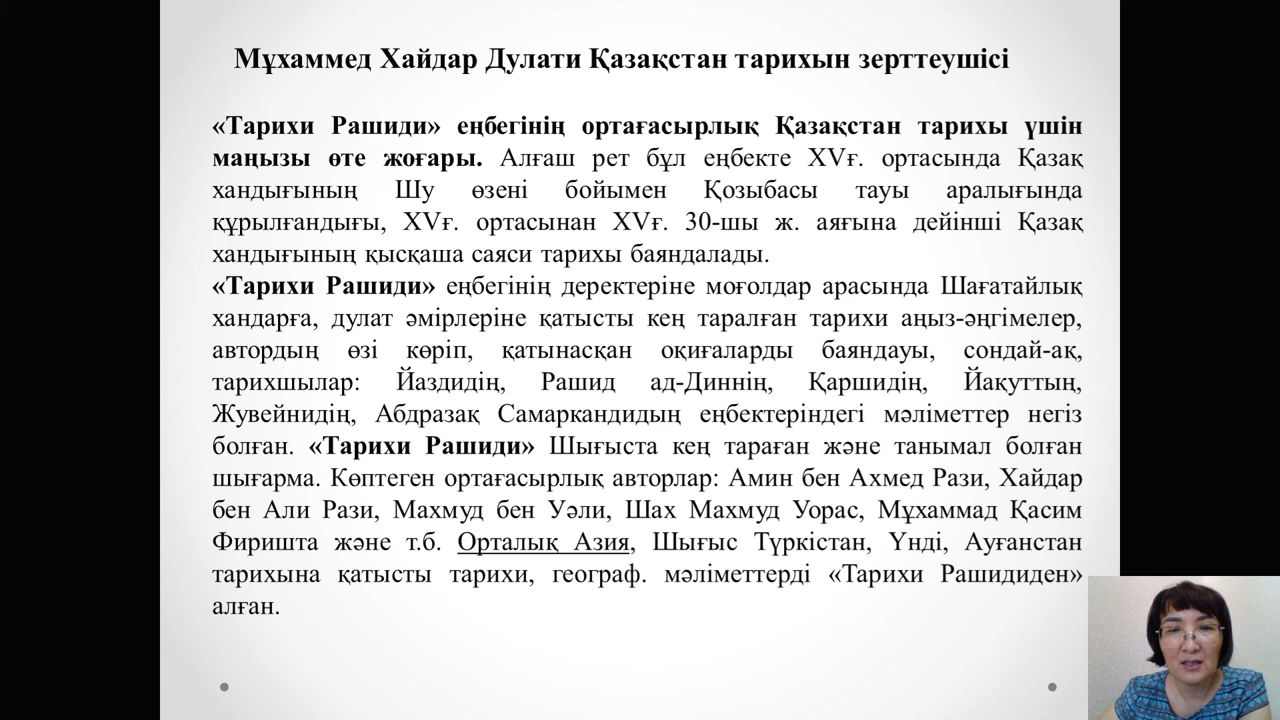 Мұхаммед Хайдар Дулати Қазақстан тарихын зерттеушісі
«Тарихи Рашиди» еңбегінің ортағасырлық Қазақстан тарихы үшін
маңызы өте жоғары. Алғаш рет бұл еңбекте XVғ. ортасында Қазақ
хандығының Шу өзені бойымен Қозыбасы тауы аралығында
құрылғандығы, XVғ. ортасынан XVғ. 30-шы ж. аяғына дейінші Қазақ
хандығының қысқаша саяси тарихы баяндалады.
«Тарихи Рашиди» еңбегінің деректеріне моғолдар арасында Шағатайлық
хандарға, дулат әмірлеріне қатысты кең таралған тарихи аңыз-әңгімелер,
автордың өзі көріп, қатынасқан оқиғаларды баяндауы, сондай-ақ,
тарихшылар: Йаздидің, Рашид ад-Диннің, Қаршидің, Йақуттың,
Жувейнидің, Абдразақ Самаркандидың еңбектеріндегі мәліметтер негіз
болған. «Тарихи Рашиди» Шығыста кең тараған және танымал болған
шығарма. Көптеген ортағасырлық авторлар: Амин бен Ахмед Рази, Хайдар
бен Али Рази, Махмуд бен Уәли, Шах Махмуд Уорас, Мұхаммад Қасим
Фиришта және т.б. Орталық Азия, Шығыс Түркістан, Үнді, Ауғанстан
тарихына қатысты тарихи, географ. мәліметтерді «Тарихи Рашидиден»
алған.